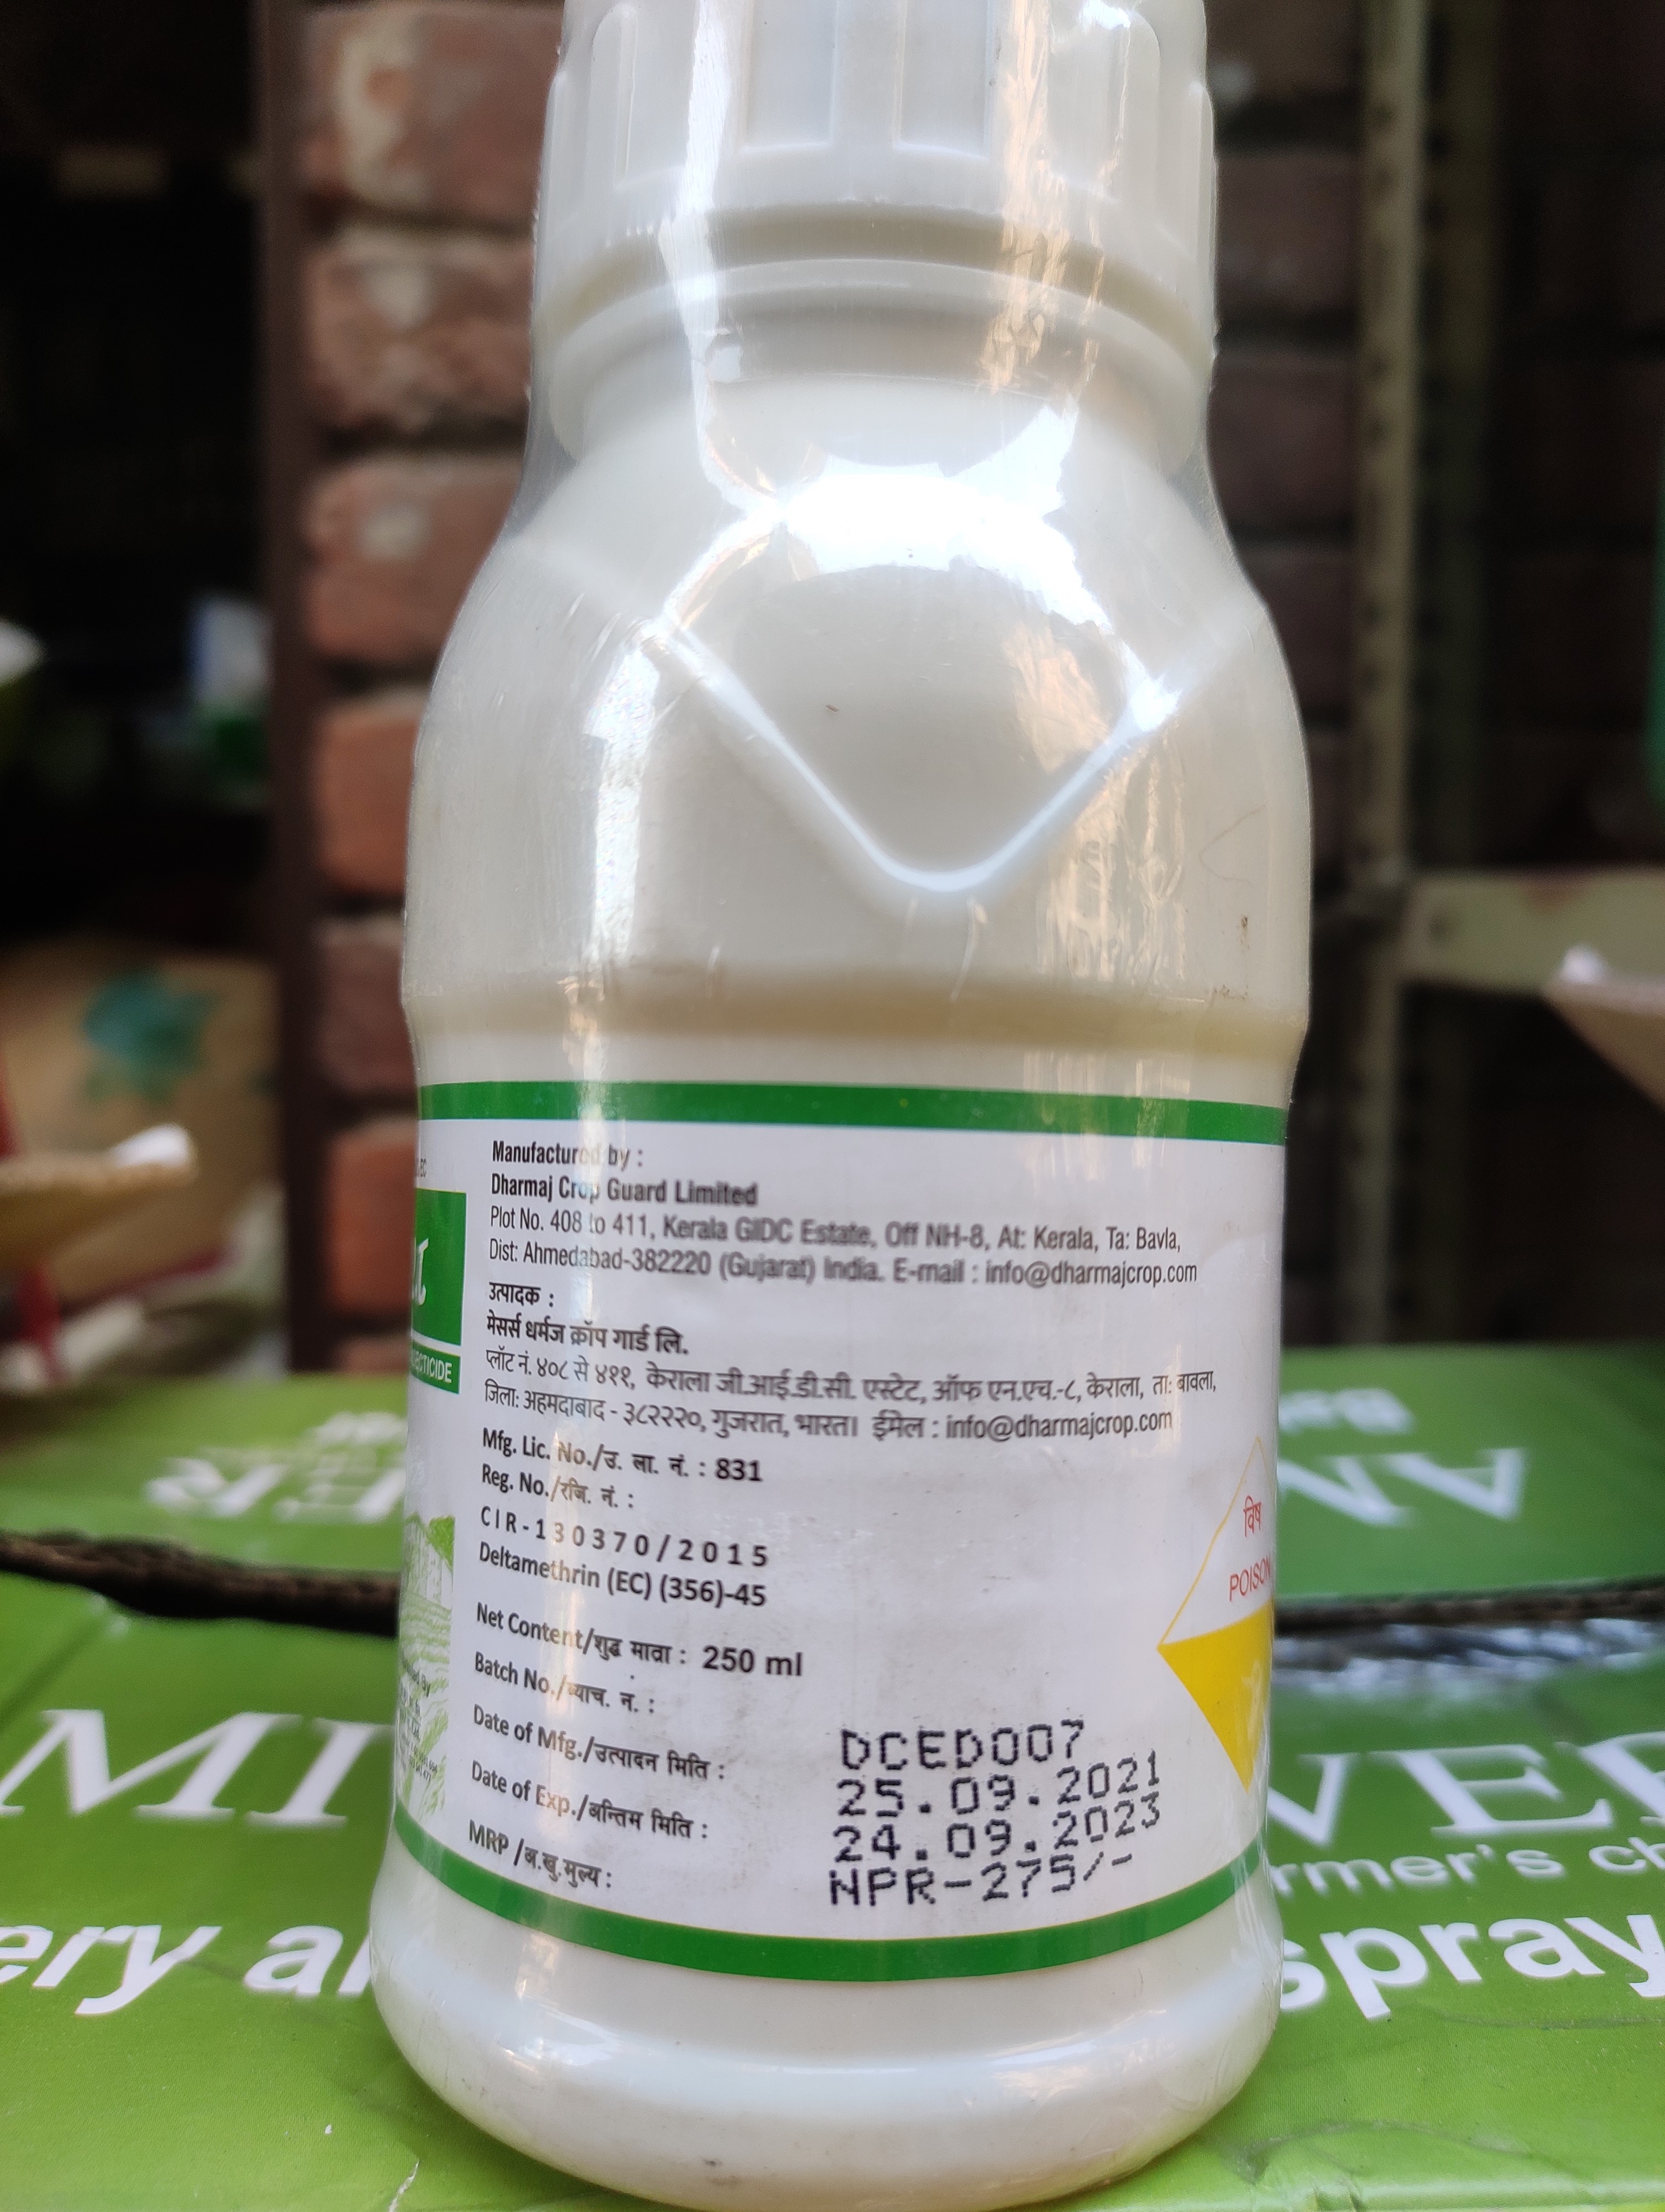 Manufactured by :
Dharmaj Crop Guard Limited
Plot No. 408 to 411, Kerala GIDC Estate, Off NH-8, At: Kerala, Ta: Bavla,
Dist: Ahmedabad-382220 (Gujarat) India. E-mail : info@dharmajcrop.com
उत्पादक :
मेसर्स धर्मज क्रॉप गार्ड लि.
प्लॉट नं. ४०८ से ४११, केराला जी.आई.डी.सी. एस्टेट, ऑफ एन.एच.-८, केराला, ता: बावला,
जिला: अहमदाबाद - ३८२२२०, गुजरात, भारत। ईमेल : info@dharmajcrop.com
Mfg. Lic. No./उ. ला. नं. : 831
Reg. No./रजि. नं. :
CIR-130370/2015
Deltamethrin (EC) (356)-45
Net Content/शुद्ध मात्रा : 250 ml
Batch No./ब्याच. न. :
DCED007
Date of Mfg./उत्पादन मिति :
25.09.2021
Date of Exp./अन्तिम मिति :
24.09.2023
MRP /अ.खु.मुल्य :
NPR-275/-
विष
POISON
EC
MI
VE
spray